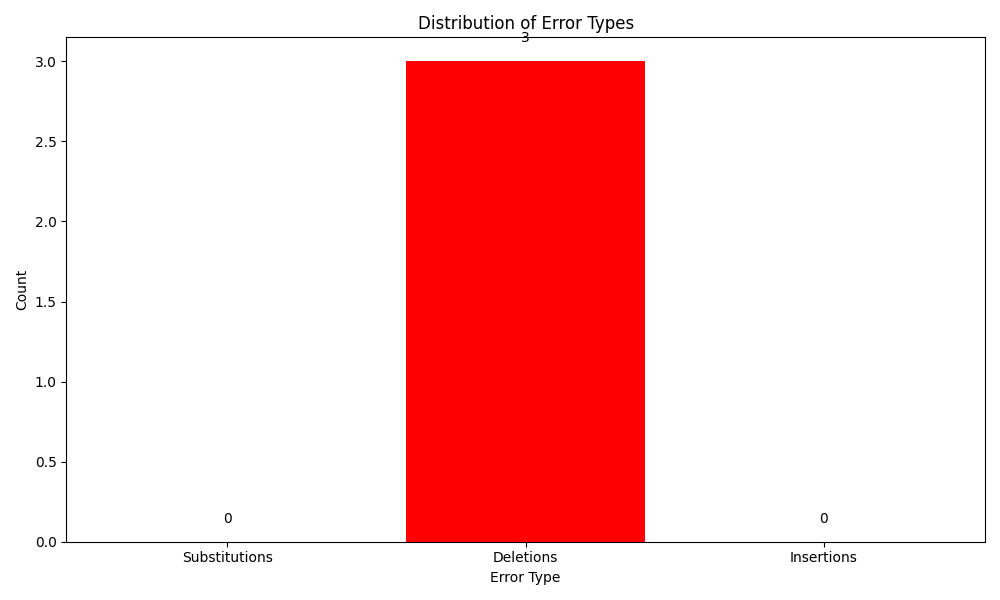 Distribution of Error Types
3
3.0
2.5
2.0
1.5
1.0
0.5
0.0
Count
0
0
Substitutions
Deletions
Insertions
Error Type